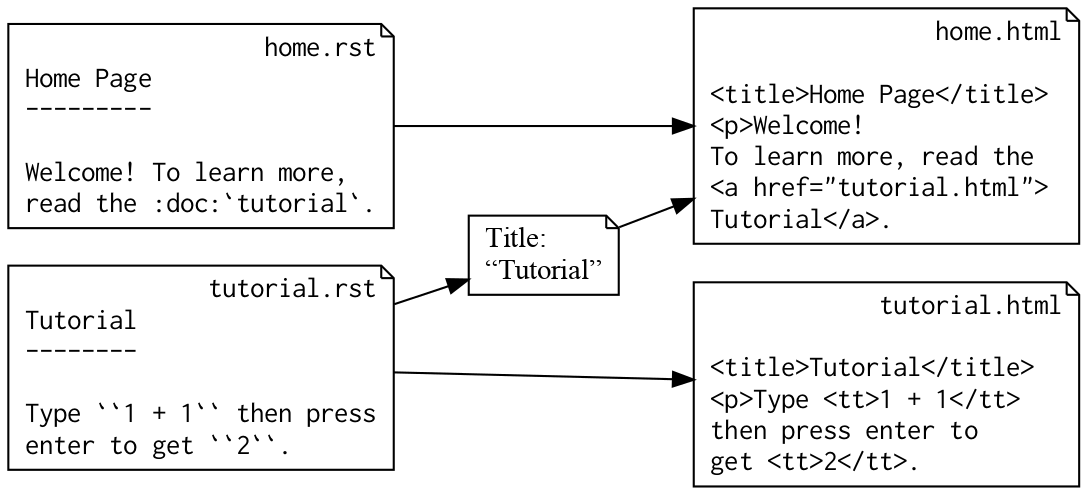 home.rst
Home Page
---------
Welcome! To learn more,
read the :doc:`tutorial`.
tutorial.rst
Tutorial
--------
Type ``1 + 1`` then press
enter to get ``2``.
Title:
“Tutorial”
home.html
<title>Home Page</title>
<p>Welcome!
To learn more, read the
<a href="tutorial.html">
Tutorial</a>.
tutorial.html
<title>Tutorial</title>
<p>Type <tt>1 + 1</tt>
then press enter to
get <tt>2</tt>.